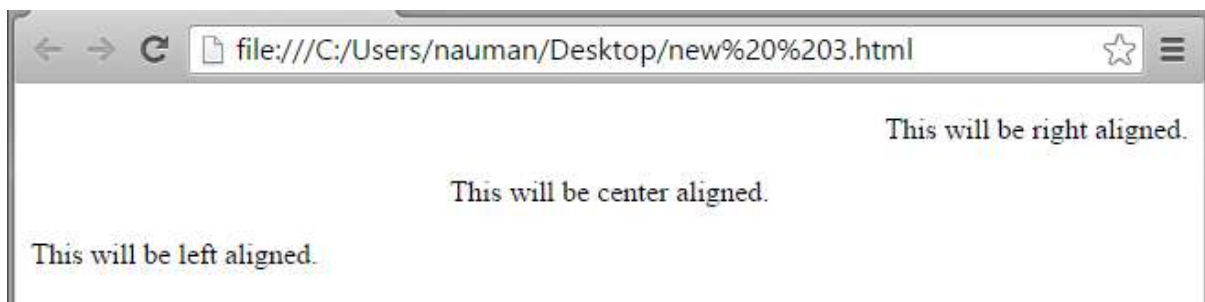 file:///C:/Users/nauman/Desktop/new%20%203.html
This will be right aligned.
This will be center aligned.
This will be left aligned.